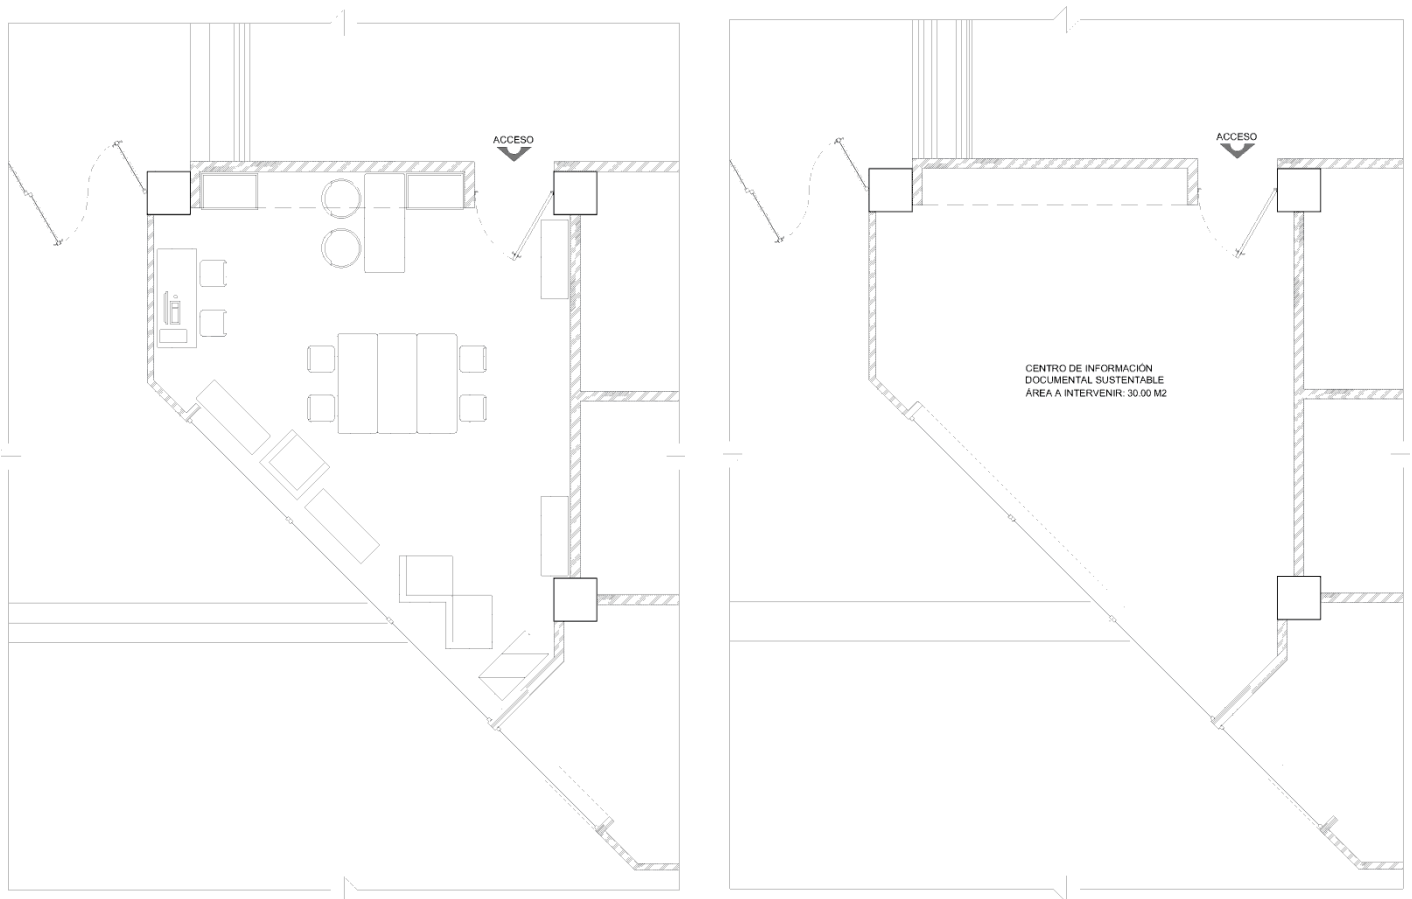 ACCESO
ACCESO
CENTRO DE INFORMACIÓN
DOCUMENTAL SUSTENTABLE
ÁREA A INTERVENIR: 30.00 M2